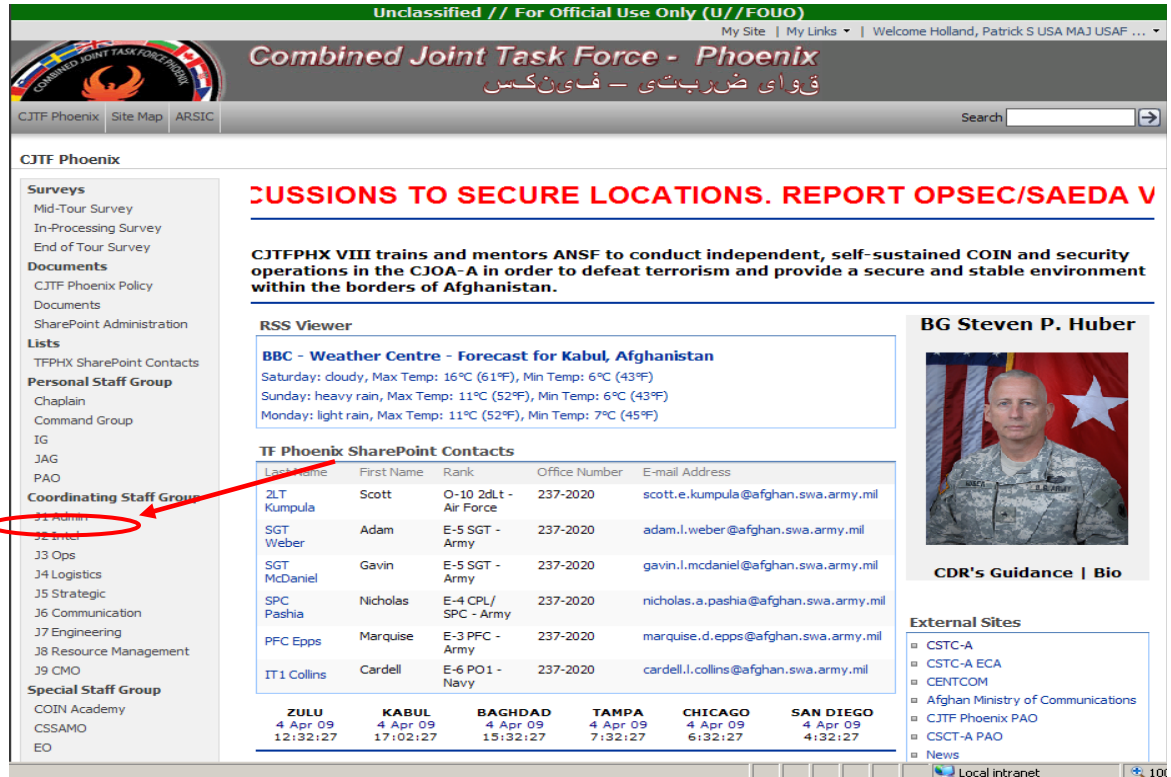 Unclassified // For Official Use Only (U//FOUO)
My Site | My Links | Welcome Holland, Patrick S USA MAJ USAF ...
COMBINED JOINT TASK FORCE PHOENIX
Combined Joint Task Force - Phoenix
قوای ضربتی – فینکس
CJTF Phoenix Site Map ARSIC
Search
CJTF Phoenix
Surveys
Mid-Tour Survey
In-Processing Survey
End of Tour Survey
Documents
CJTF Phoenix Policy
Documents
SharePoint Administration
Lists
TFPHX SharePoint Contacts
Personal Staff Group
Chaplain
Command Group
IG
JAG
PAO
Coordinating Staff Group
J1 Admin
J2 Intel
J3 Ops
J4 Logistics
J5 Strategic
J6 Communication
J7 Engineering
J8 Resource Management
J9 CMO
Special Staff Group
COIN Academy
CSSAMO
EO
CUSSIONS TO SECURE LOCATIONS. REPORT OPSEC/SAEDA V
CJTFPHX VIII trains and mentors ANSF to conduct independent, self-sustained COIN and security
operations in the CJOA-A in order to defeat terrorism and provide a secure and stable environment
within the borders of Afghanistan.
RSS Viewer
BBC - Weather Centre - Forecast for Kabul, Afghanistan
Saturday: cloudy, Max Temp: 16°C (61°F), Min Temp: 6°C (43°F)
Sunday: heavy rain, Max Temp: 11°C (52°F), Min Temp: 6°C (43°F)
Monday: light rain, Max Temp: 11°C (52°F), Min Temp: 7°C (45°F)
TF Phoenix SharePoint Contacts
Last Name First Name Rank Office Number E-mail Address
2LT Kumpula Scott O-10 2dLt - Air Force 237-2020 scott.e.kumpula@afghan.swa.army.mil
SGT Weber Adam E-5 SGT - Army 237-2020 adam.l.weber@afghan.swa.army.mil
SGT McDaniel Gavin E-5 SGT - Army 237-2020 gavin.l.mcdaniel@afghan.swa.army.mil
SPC Pashia Nicholas E-4 CPL/ SPC - Army 237-2020 nicholas.a.pashia@afghan.swa.army.mil
PFC Epps Marquise E-3 PFC - Army 237-2020 marquise.d.epps@afghan.swa.army.mil
IT1 Collins Cardell E-6 PO1 - Navy 237-2020 cardell.l.collins@afghan.swa.army.mil
ZULU KABUL BAGHDAD TAMPA CHICAGO SAN DIEGO
4 Apr 09 4 Apr 09 4 Apr 09 4 Apr 09 4 Apr 09 4 Apr 09
12:32:27 17:02:27 15:32:27 7:32:27 6:32:27 4:32:27
BG Steven P. Huber
HUBER U.S. ARMY
CDR's Guidance | Bio
External Sites
CSTC-A
CSTC-A ECA
CENTCOM
Afghan Ministry of Communications
CJTF Phoenix PAO
CSCT-A PAO
News
Local intranet 100